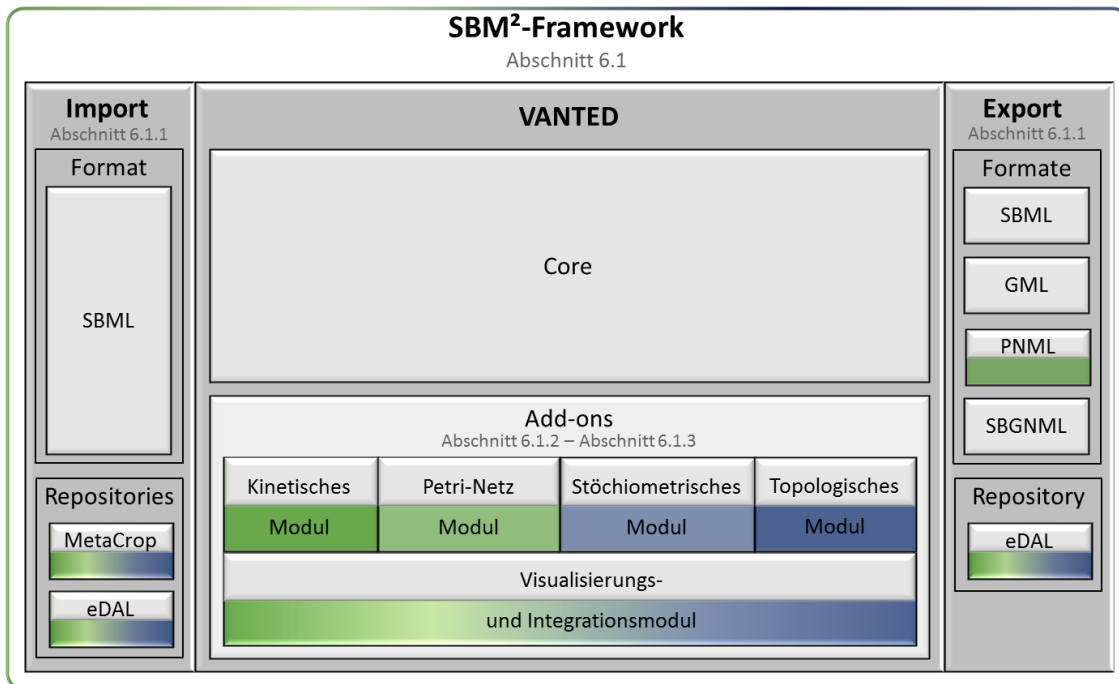 SBM²-Framework
Abschnitt 6.1
Import
Abschnitt 6.1.1
Format
SBML
Repositories
MetaCrop
eDAL
VANTED
Core
Add-ons
Abschnitt 6.1.2 – Abschnitt 6.1.3
Kinetisches
Modul
Petri-Netz
Modul
Stöchiometrisches
Modul
Topologisches
Modul
Visualisierungs-
und Integrationsmodul
Export
Abschnitt 6.1.1
Formate
SBML
GML
PNML
SBGNML
Repository
eDAL